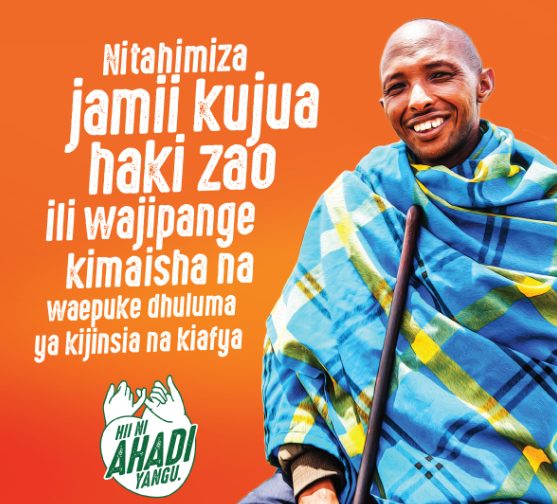 Nitahimiza
jamii kujua
haki zao
ili wajipange
kimaisha na
waepuke dhuluma
ya kijinsia na kiafya
HII NI
AHADI
YANGU.